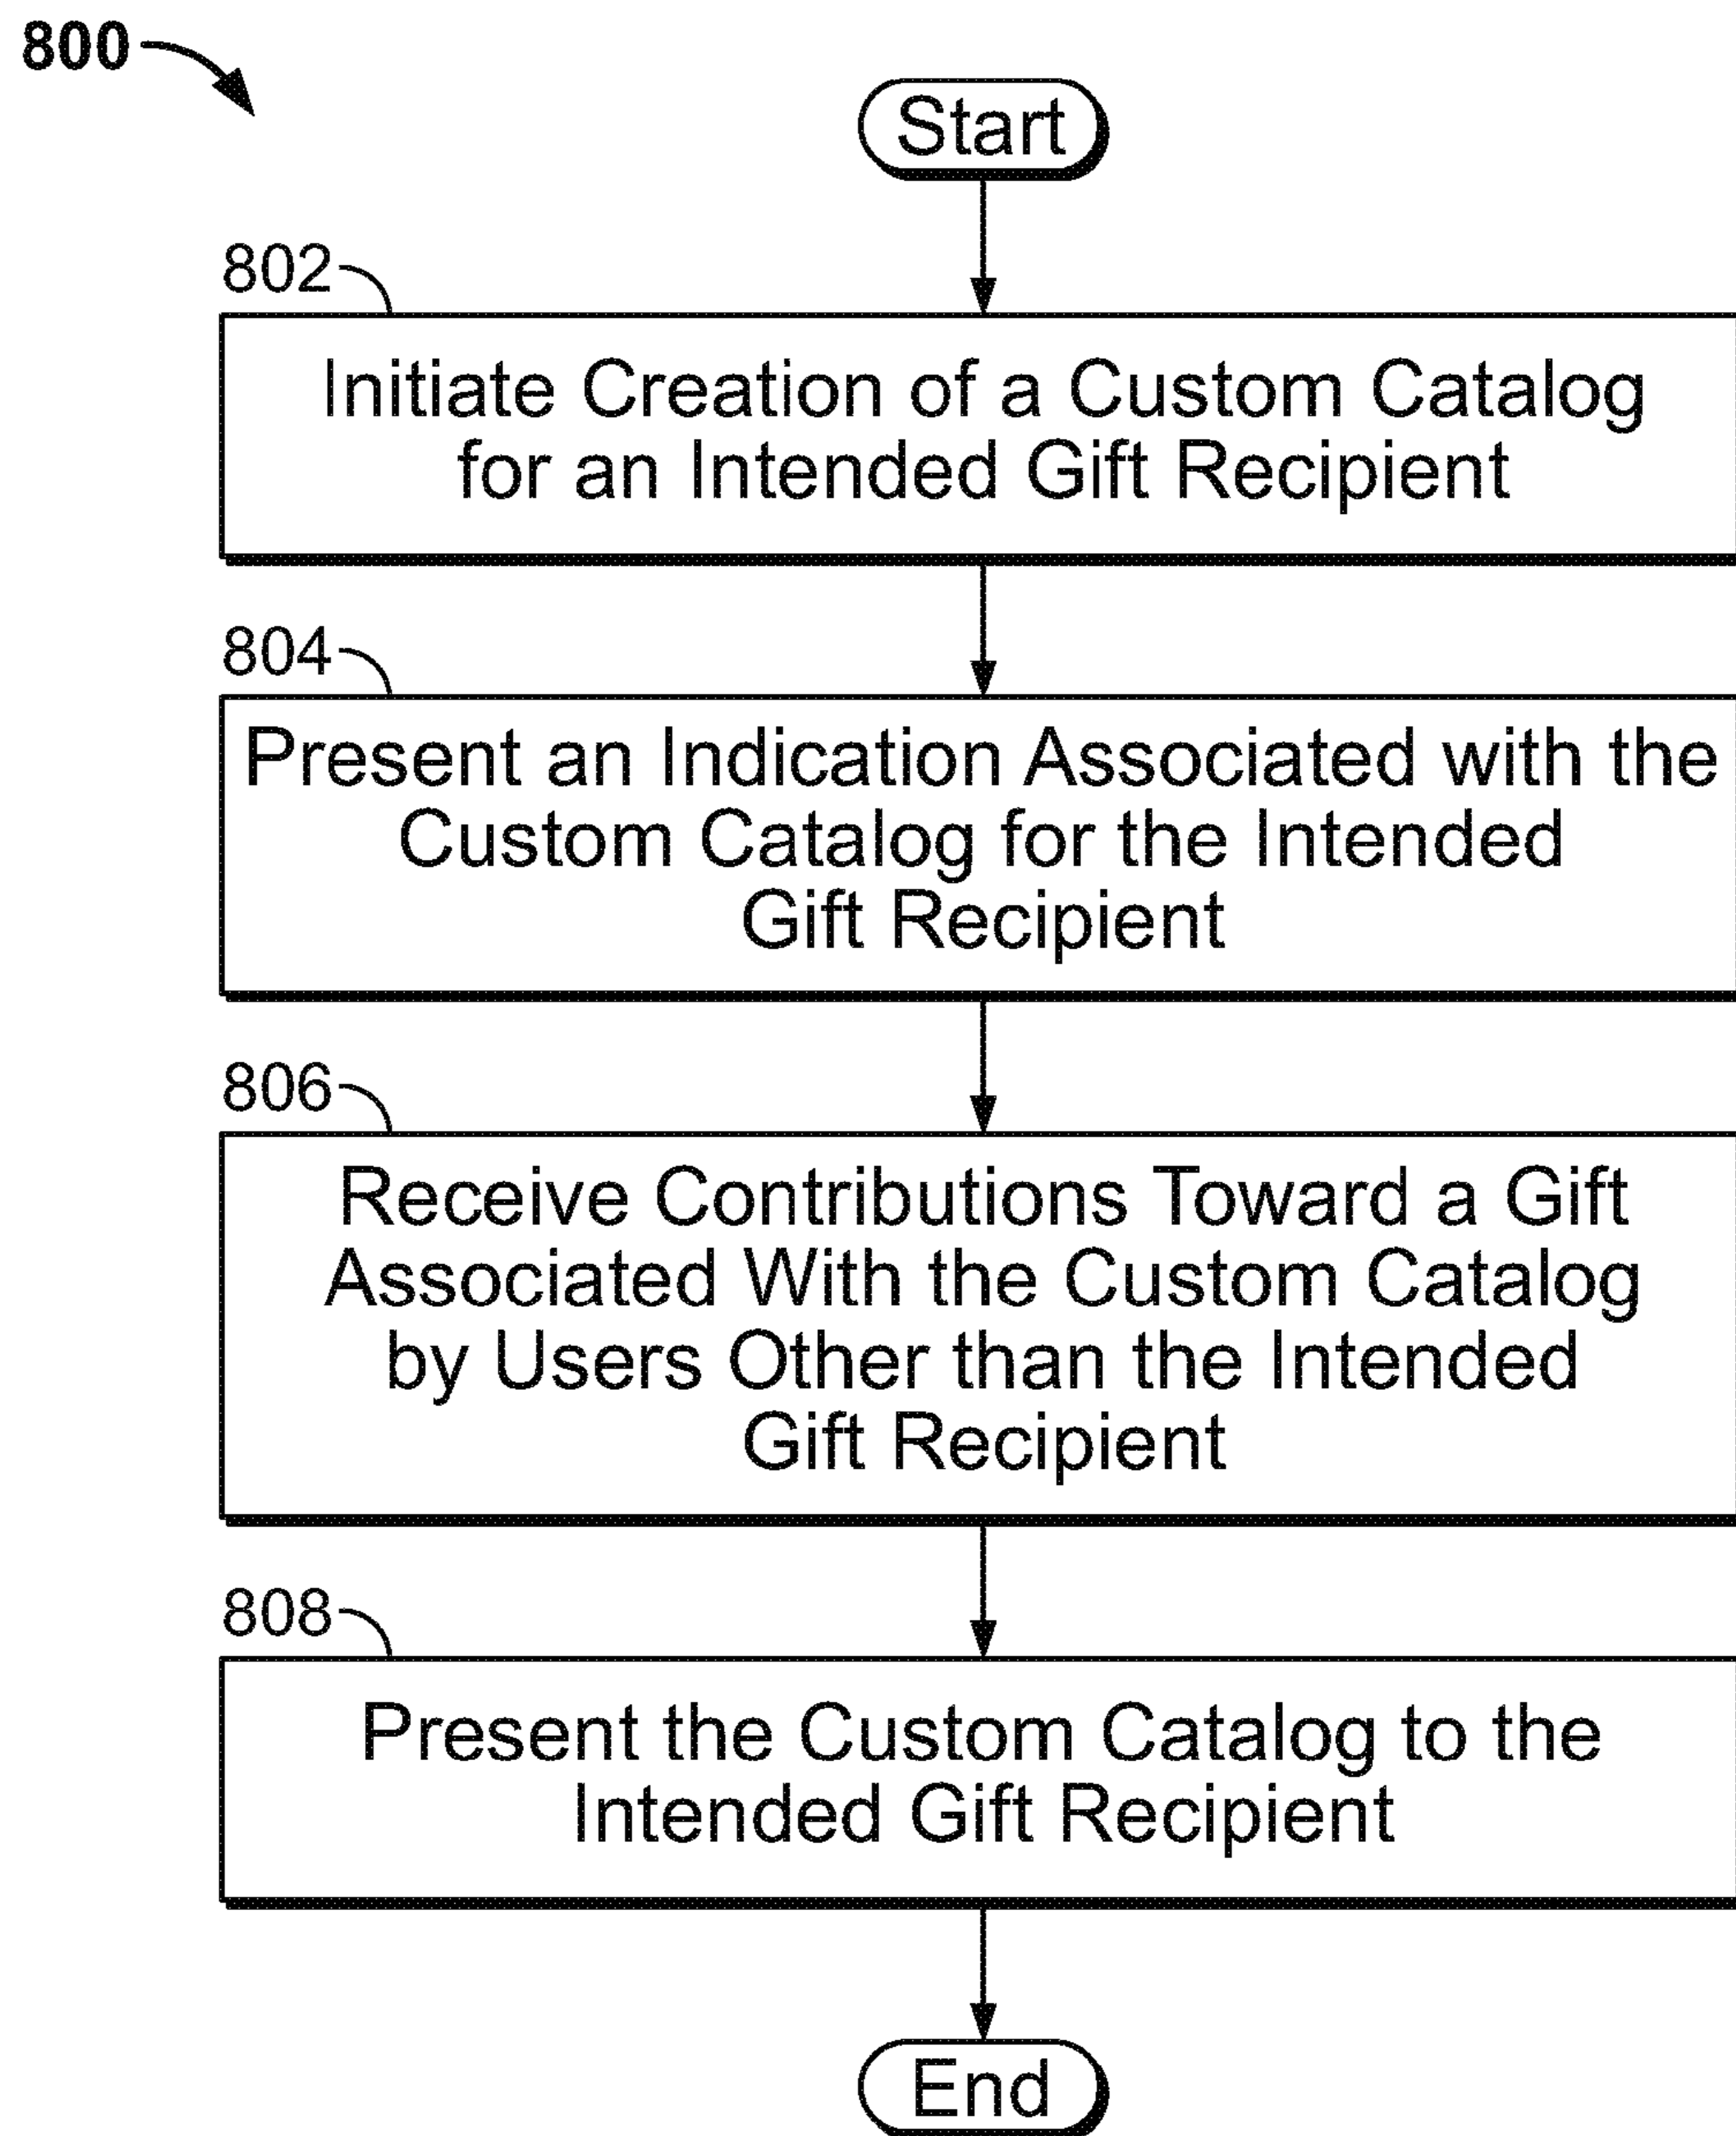 800
Start
802
Initiate Creation of a Custom Catalog
for an Intended Gift Recipient
804
Present an Indication Associated with the
Custom Catalog for the Intended
Gift Recipient
806
Receive Contributions Toward a Gift
Associated With the Custom Catalog
by Users Other than the Intended
Gift Recipient
808
Present the Custom Catalog to the
Intended Gift Recipient
End